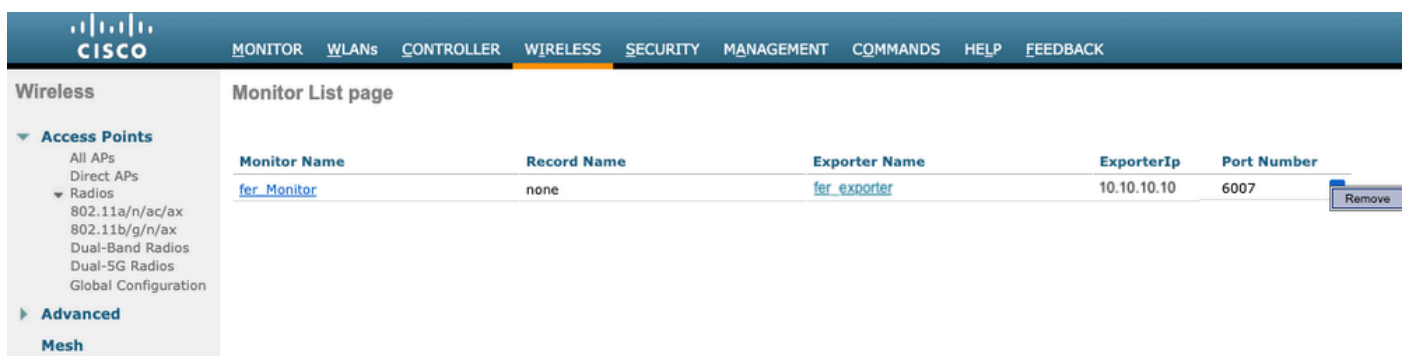 CISCO
MONITOR WLANs CONTROLLER WIRELESS SECURITY MANAGEMENT COMMANDS HELP FEEDBACK
Wireless
Access Points
All APs
Direct APs
Radios
802.11a/n/ac/ax
802.11b/g/n/ax
Dual-Band Radios
Dual-5G Radios
Global Configuration
Advanced
Mesh
Monitor List page
Monitor Name Record Name Exporter Name ExporterIp Port Number
fer_Monitor none fer_exporter 10.10.10.10 6007
Remove